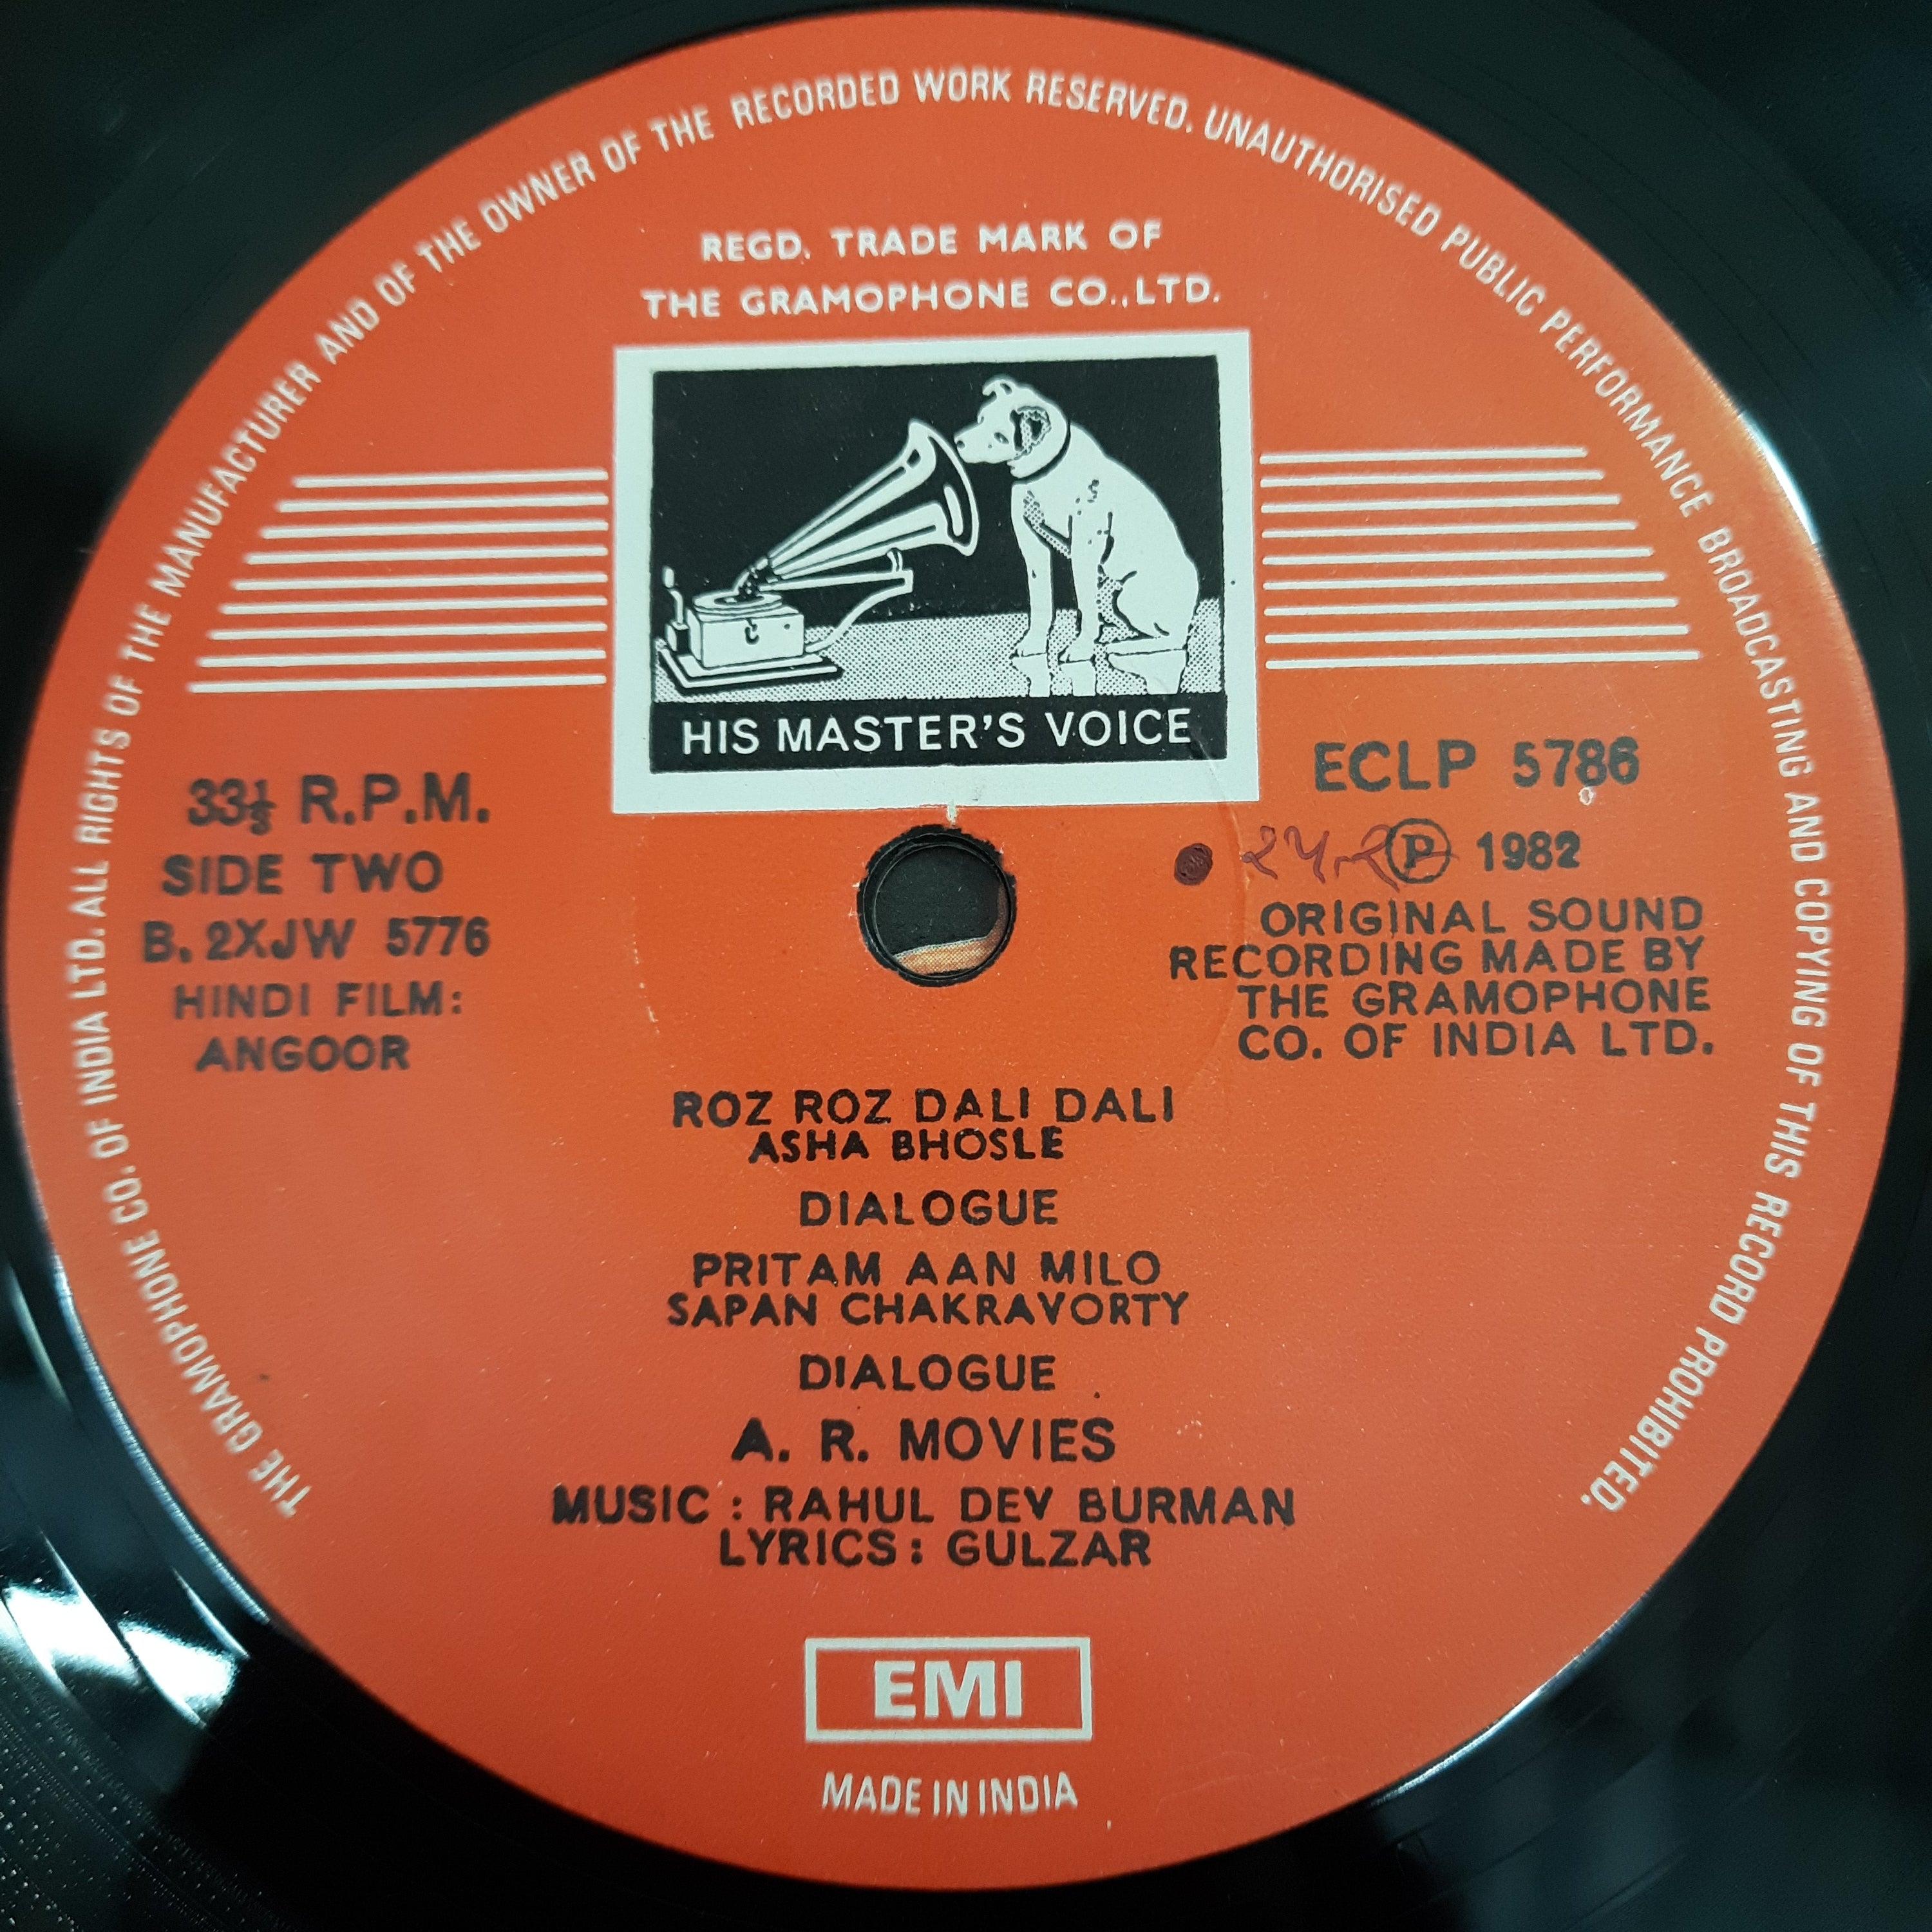 THE GRAMOPHONE CO. OF INDIA LTD. ALL RIGHTS OF THE MANUFACTURER AND OF THE OWNER OF THE RECORDED WORK RESERVED. UNAUTHORISED PUBLIC PERFORMANCE BROADCASTING AND COPYING OF THIS RECORD PROHIBITED.
REGD. TRADE MARK OF
THE GRAMOPHONE CO.,LTD.
HIS MASTER'S VOICE
33⅓ R.P.M.
SIDE TWO
B. 2XJW 5776
HINDI FILM:
ANGOOR
ECLP 5786
Ⓟ 1982
ORIGINAL SOUND
RECORDING MADE BY
THE GRAMOPHONE
CO. OF INDIA LTD.
ROZ ROZ DALI DALI
ASHA BHOSLE
DIALOGUE
PRITAM AAN MILO
SAPAN CHAKRAVORTY
DIALOGUE
A. R. MOVIES
MUSIC : RAHUL DEV BURMAN
LYRICS : GULZAR
EMI
MADE IN INDIA